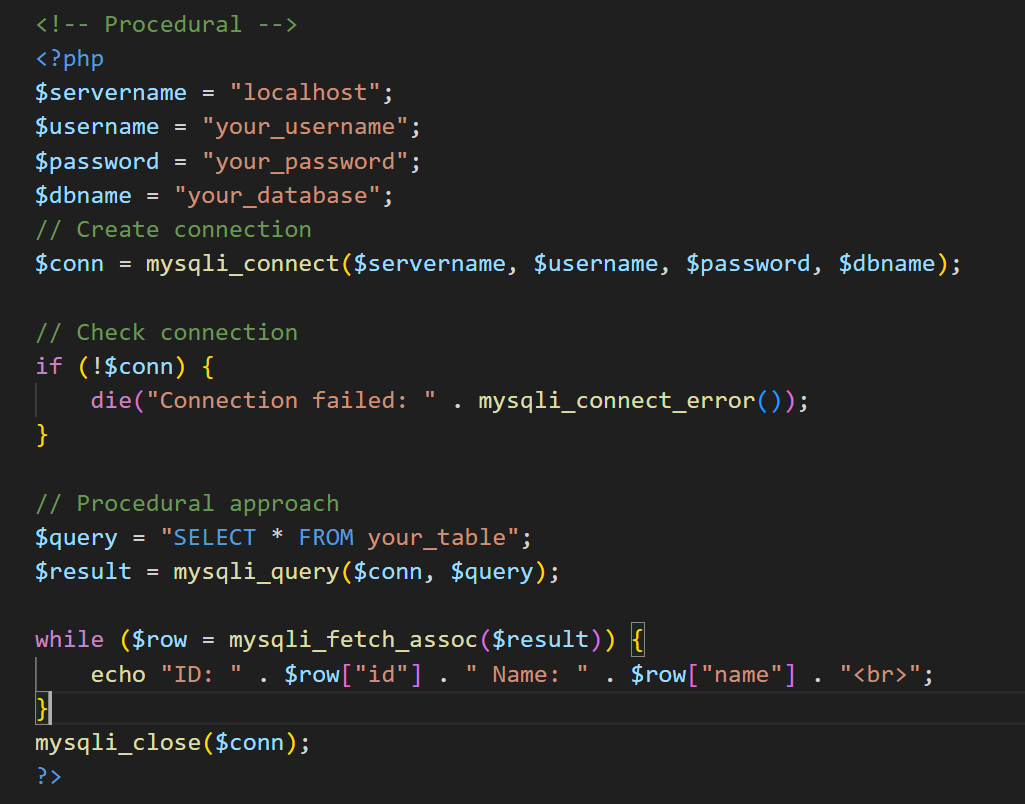 <!-- Procedural -->
<?php
$servername = "localhost";
$username = "your_username";
$password = "your_password";
$dbname = "your_database";
// Create connection
$conn = mysqli_connect($servername, $username, $password, $dbname);
// Check connection
if (!$conn) {
    die("Connection failed: " . mysqli_connect_error());
}
// Procedural approach
$query = "SELECT * FROM your_table";
$result = mysqli_query($conn, $query);
while ($row = mysqli_fetch_assoc($result)) {
    echo "ID: " . $row["id"] . " Name: " . $row["name"] . "<br>";
}
mysqli_close($conn);
?>